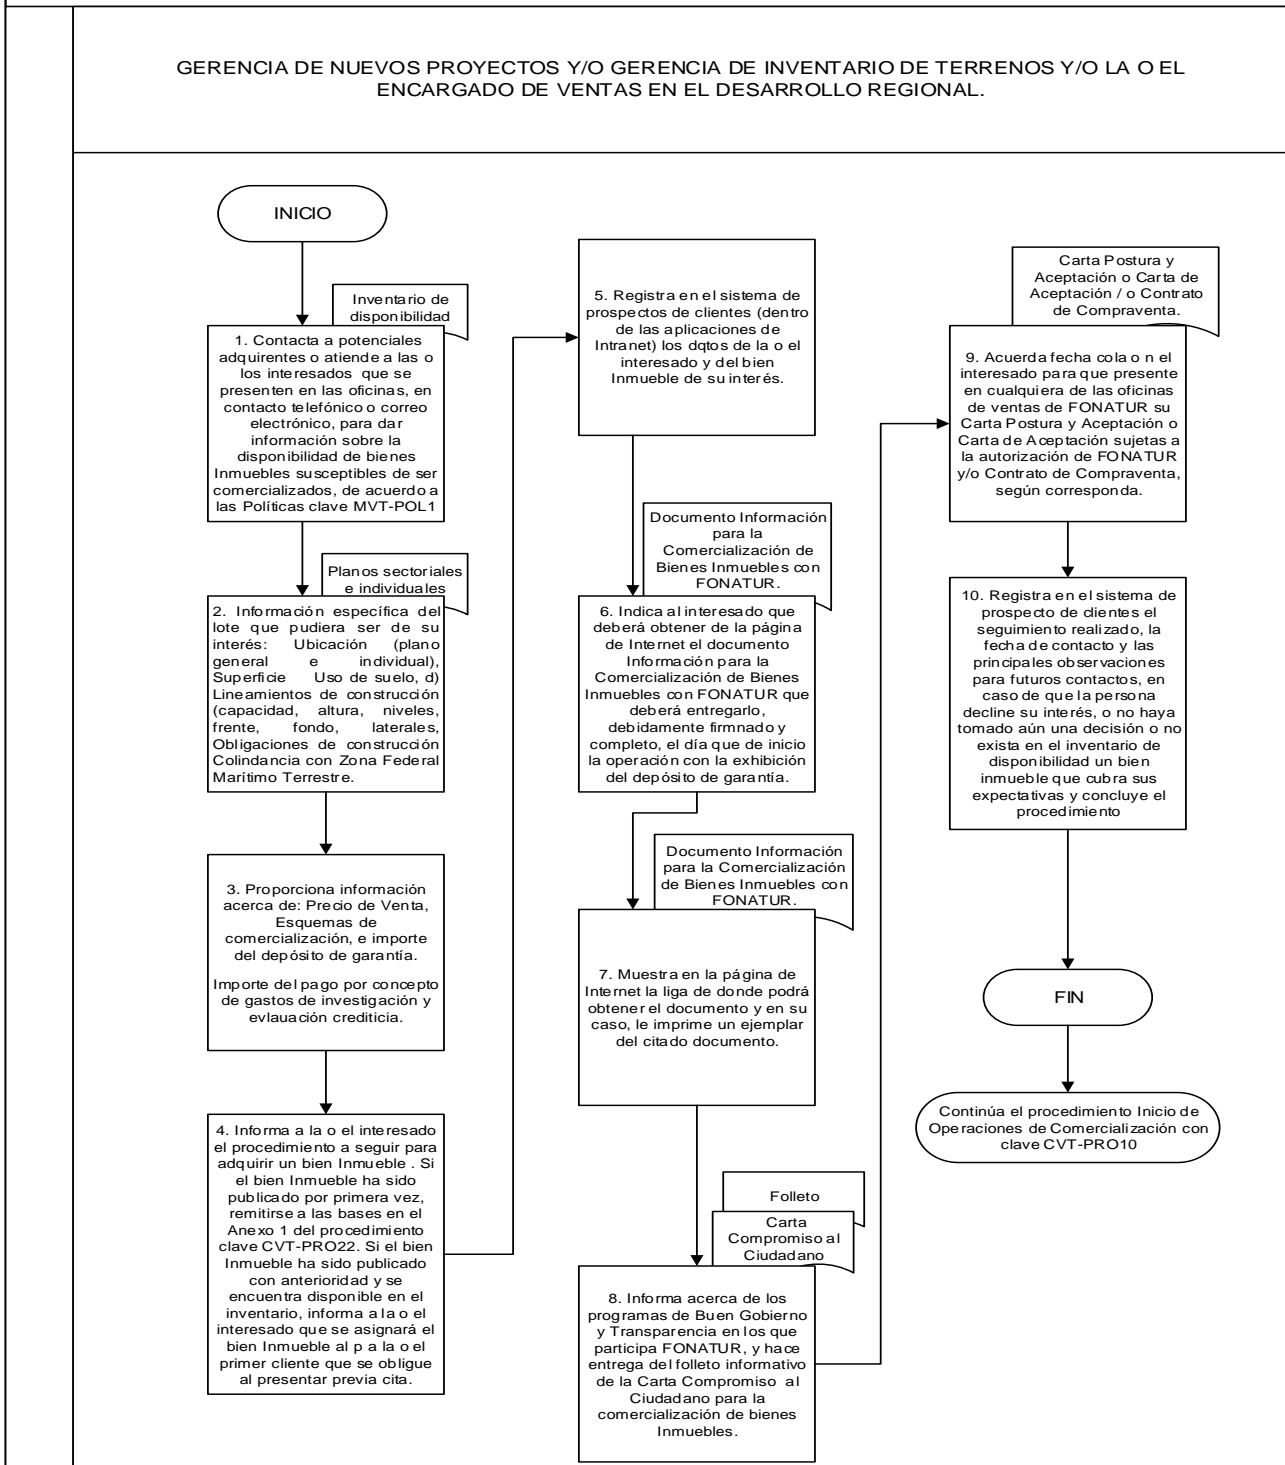 GERENCIA DE NUEVOS PROYECTOS Y/O GERENCIA DE INVENTARIO DE TERRENOS Y/O LA O EL
ENCARGADO DE VENTAS EN EL DESARROLLO REGIONAL.
INICIO
Inventario de
disponibilidad
1. Contacta a potenciales
adquirentes o atiende a las o
los interesados que se
presenten en las oficinas, en
contacto telefónico o correo
electrónico, para dar
información sobre la
disponibilidad de bienes
Inmuebles susceptibles de ser
comercializados, de acuerdo a
las Políticas clave MVT-POL1
Planos sectoriales
e individuales
2. Información específica del
lote que pudiera ser de su
interés: Ubicación (plano
general e individual),
Superficie Uso de suelo, d)
Lineamientos de construcción
(capacidad, altura, niveles,
frente, fondo, laterales,
Obligaciones de construcción
Colindancia con Zona Federal
Marítimo Terrestre.
3. Proporciona información
acerca de: Precio de Venta,
Esquemas de
comercialización, e importe
del depósito de garantía.
Importe del pago por concepto
de gastos de investigación y
evlauación crediticia.
4. Informa a la o el interesado
el procedimiento a seguir para
adquirir un bien Inmueble . Si
el bien Inmueble ha sido
publicado por primera vez,
remitirse a las bases en el
Anexo 1 del procedimiento
clave CVT-PRO22. Si el bien
Inmueble ha sido publicado
con anterioridad y se
encuentra disponible en el
inventario, informa a la o el
interesado que se asignará el
bien Inmueble al p a la o el
primer cliente que se obligue
al presentar previa cita.
5. Registra en el sistema de
prospectos de clientes (dentro
de las aplicaciones de
Intranet) los dqtos de la o el
interesado y del bien
Inmueble de su interés.
Documento Información
para la
Comercialización de
Bienes Inmuebles con
FONATUR.
6. Indica al interesado que
deberá obtener de la página
de Internet el documento
Información para la
Comercialización de Bienes
Inmuebles con FONATUR que
deberá entregarlo,
debidamente firmnado y
completo, el día que de inicio
la operación con la exhibición
del depósito de garantía.
Documento Información
para la Comercialización
de Bienes Inmuebles con
FONATUR.
7. Muestra en la página de
Internet la liga de donde podrá
obtener el documento y en su
caso, le imprime un ejemplar
del citado documento.
Folleto
Carta
Compromiso al
Ciudadano
8. Informa acerca de los
programas de Buen Gobierno
y Transparencia en los que
participa FONATUR, y hace
entrega del folleto informativo
de la Carta Compromiso al
Ciudadano para la
comercialización de bienes
Inmuebles.
Carta Postura y
Aceptación o Carta de
Aceptación / o Contrato
de Compraventa.
9. Acuerda fecha cola o n el
interesado para que presente
en cualquiera de las oficinas
de ventas de FONATUR su
Carta Postura y Aceptación o
Carta de Aceptación sujetas a
la autorización de FONATUR
y/o Contrato de Compraventa,
según corresponda.
10. Registra en el sistema de
prospecto de clientes el
seguimiento realizado, la
fecha de contacto y las
principales observaciones
para futuros contactos, en
caso de que la persona
decline su interés, o no haya
tomado aún una decisión o no
exista en el inventario de
disponibilidad un bien
inmueble que cubra sus
expectativas y concluye el
procedimiento
FIN
Continúa el procedimiento Inicio de
Operaciones de Comercialización con
clave CVT-PRO10